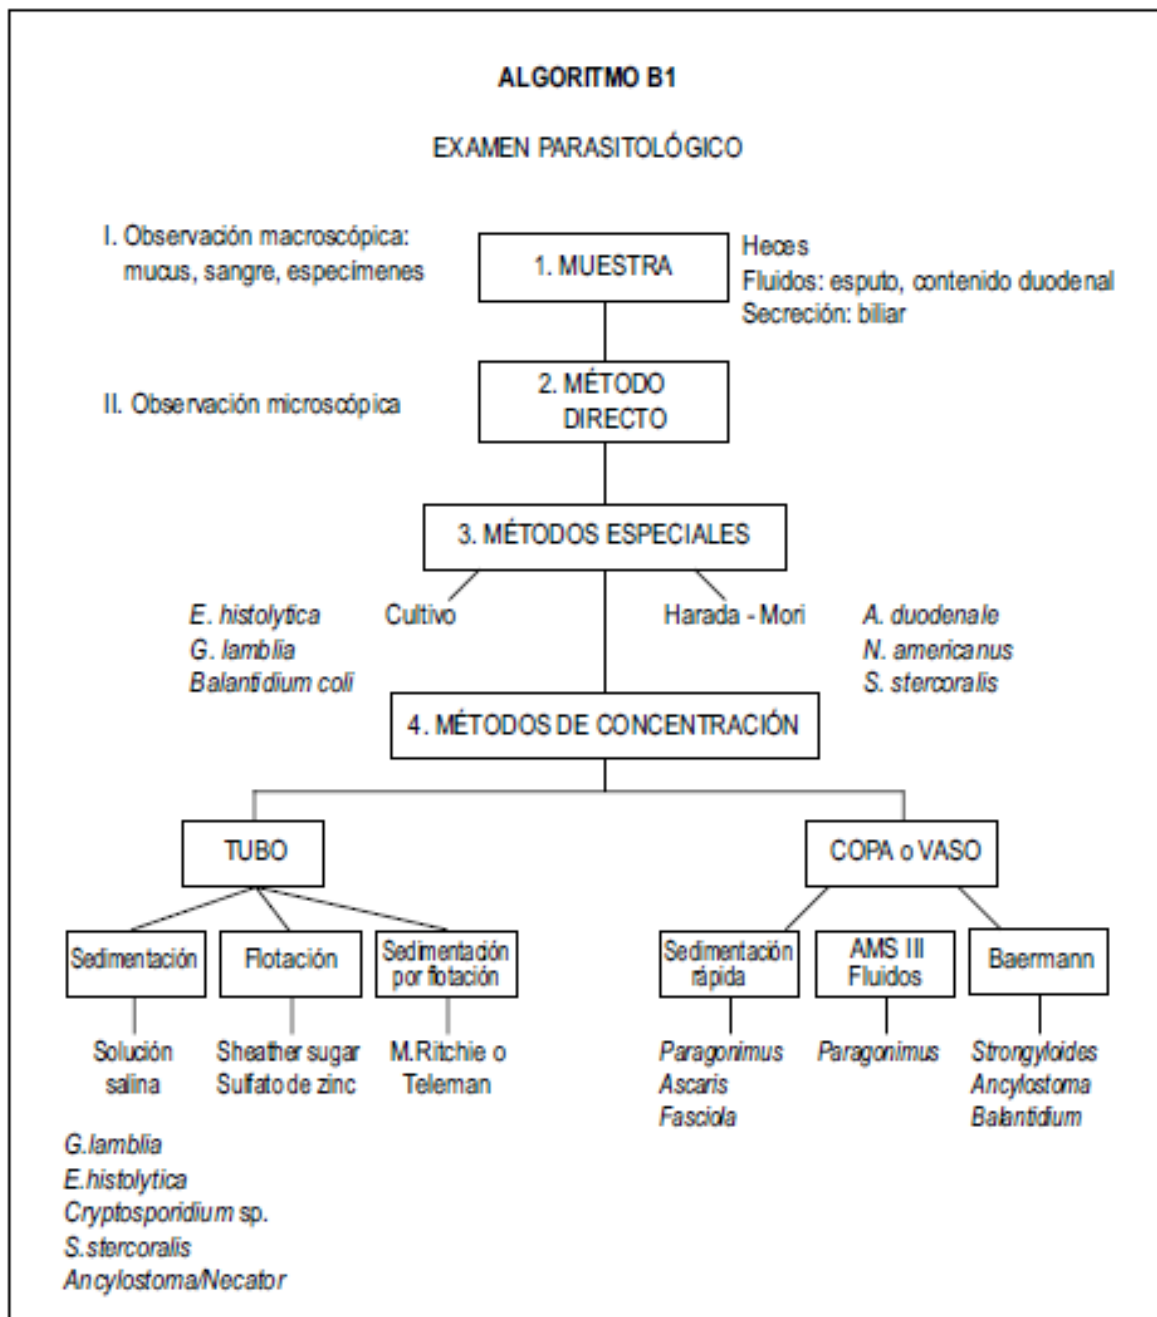 ALGORITMO B1
EXAMEN PARASITOLÓGICO
I. Observación macroscópica:
mucus, sangre, especímenes
1. MUESTRA
Heces
Fluidos: esputo, contenido duodenal
Secreción: biliar
II. Observación microscópica
2. MÉTODO
DIRECTO
3. MÉTODOS ESPECIALES
E. histolytica
G. lamblia
Balantidium coli
Cultivo
Harada - Mori
A. duodenale
N. americanus
S. stercoralis
4. MÉTODOS DE CONCENTRACIÓN
TUBO
COPA o VASO
Sedimentación
Flotación
Sedimentación
por flotación
Sedimentación
rápida
AMS III
Fluidos
Baermann
Solución
salina
Sheather sugar
Sulfato de zinc
M.Ritchie o
Teleman
Paragonimus
Ascaris
Fasciola
Paragonimus
Strongyloides
Ancylostoma
Balantidium
G.lamblia
E.histolytica
Cryptosporidium sp.
S.stercoralis
Ancylostoma/Necator